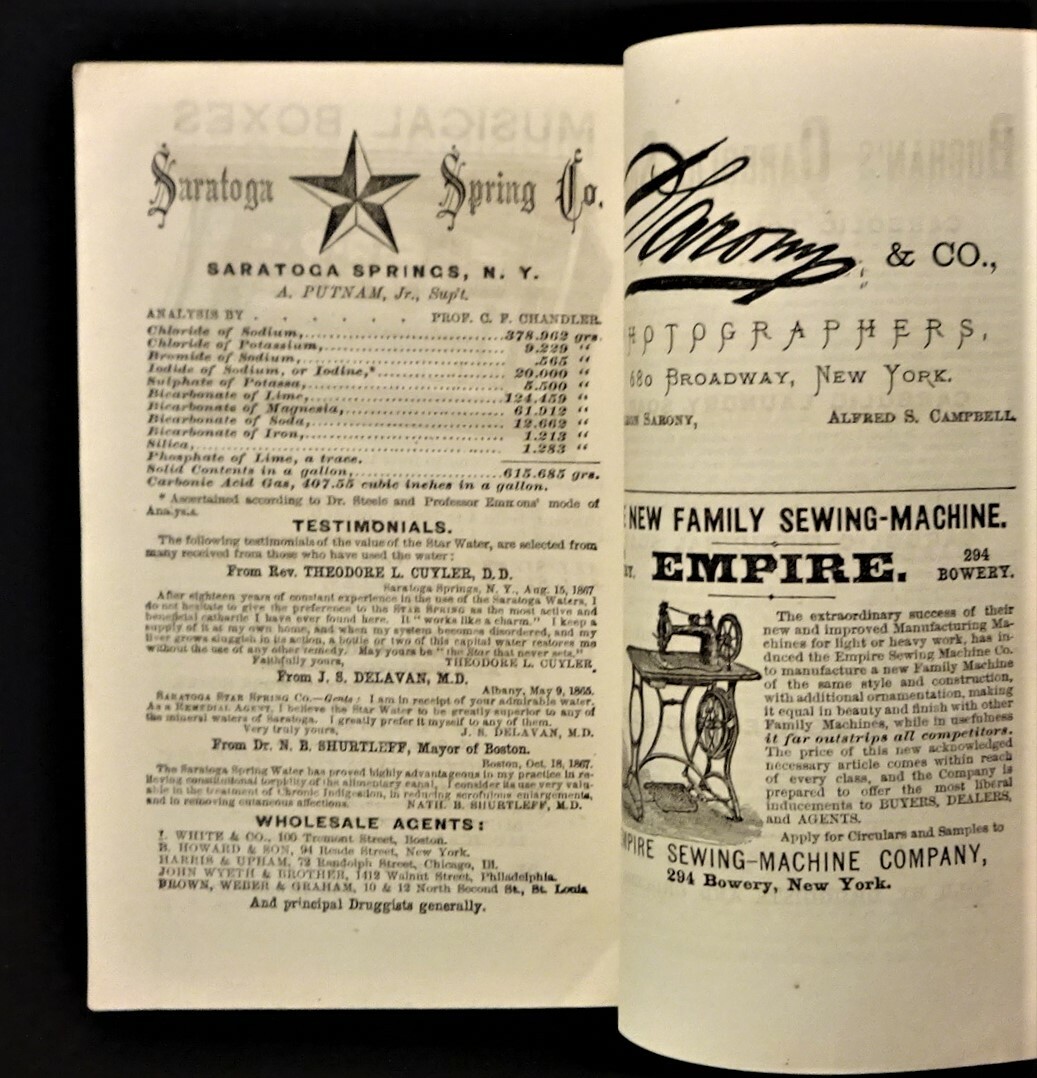 Saratoga Spring Co.
SARATOGA SPRINGS, N. Y.
A. PUTNAM, Jr., Sup't.
ANALYSIS BY . . . . . . PROF. C. F. CHANDLER.
Chloride of Sodium,..........378.962 grs.
Chloride of Potassium,..........9.229 “
Bromide of Sodium,...........565 “
Iodide of Sodium, or Iodine,*..........20.000 “
Sulphate of Potassa,..........5.500 “
Bicarbonate of Lime,..........124.459 “
Bicarbonate of Magnesia,..........61.912 “
Bicarbonate of Soda,..........12.662 “
Bicarbonate of Iron,..........1.213 “
Silica,..........1.283 “
Phosphate of Lime, a trace.
Solid Contents in a gallon,..........615.685 grs.
Carbonic Acid Gas, 407.55 cubic inches in a gallon.
* Ascertained according to Dr. Steele and Professor Emmons' mode of
Analysis.
TESTIMONIALS.
The following testimonials of the value of the Star Water, are selected from
many received from those who have used the water:
From Rev. THEODORE L. CUYLER, D. D.
Saratoga Springs, N. Y., Aug. 15, 1867
After eighteen years of constant experience in the use of the Saratoga Waters, I
do not hesitate to give the preference to the STAR SPRING as the most active and
beneficial cathartic I have ever found here. It “works like a charm.” I keep a
supply of it at my own home, and when my system becomes disordered, and my
liver grows sluggish in its action, a bottle or two of this capital water restores me
without the use of any other remedy. May yours be “the Star that never sets.”
Faithfully yours, THEODORE L. CUYLER.
From J. S. DELAVAN, M.D.
Albany, May 9, 1865.
SARATOGA STAR SPRING CO.—Gents: I am in receipt of your admirable water.
As a REMEDIAL AGENT, I believe the Star Water to be greatly superior to any of
the mineral waters of Saratoga. I greatly prefer it myself to any of them.
Very truly yours, J. S. DELAVAN, M.D.
From Dr. N. B. SHURTLEFF, Mayor of Boston.
Boston, Oct. 18, 1867.
The Saratoga Spring Water has proved highly advantageous in my practice in re-
lieving constitutional torpidity of the alimentary canal. I consider its use very valu-
able in the treatment of Chronic Indigestion, in reducing scrofulous enlargements,
and in removing cutaneous affections. NATH. B. SHURTLEFF, M.D.
WHOLESALE AGENTS:
WHITE & CO., 100 Tremont Street, Boston.
HOWARD & SON, 94 Reade Street, New York.
HARRIS & UPHAM, 72 Randolph Street, Chicago, Ill.
JOHN WYETH & BROTHER, 1412 Walnut Street, Philadelphia.
BROWN, WEBER & GRAHAM, 10 & 12 North Second St., St. Louis
And principal Druggists generally.
Sarony, & CO.,
HOTOGRAPHERS,
680 BROADWAY, NEW YORK.
SARONY, ALFRED S. CAMPBELL.
NEW FAMILY SEWING-MACHINE.
EMPIRE. 294
BOWERY.
The extraordinary success of their
new and improved Manufacturing Ma-
chines for light or heavy work, has in-
duced the Empire Sewing Machine Co.
to manufacture a new Family Machine
of the same style and construction,
with additional ornamentation, making
it equal in beauty and finish with other
Family Machines, while in usefulness
it far outstrips all competitors.
The price of this new acknowledged
necessary article comes within reach
of every class, and the Company is
prepared to offer the most liberal
inducements to BUYERS, DEALERS,
and AGENTS.
Apply for Circulars and Samples to
MPIRE SEWING-MACHINE COMPANY,
294 Bowery, New York.